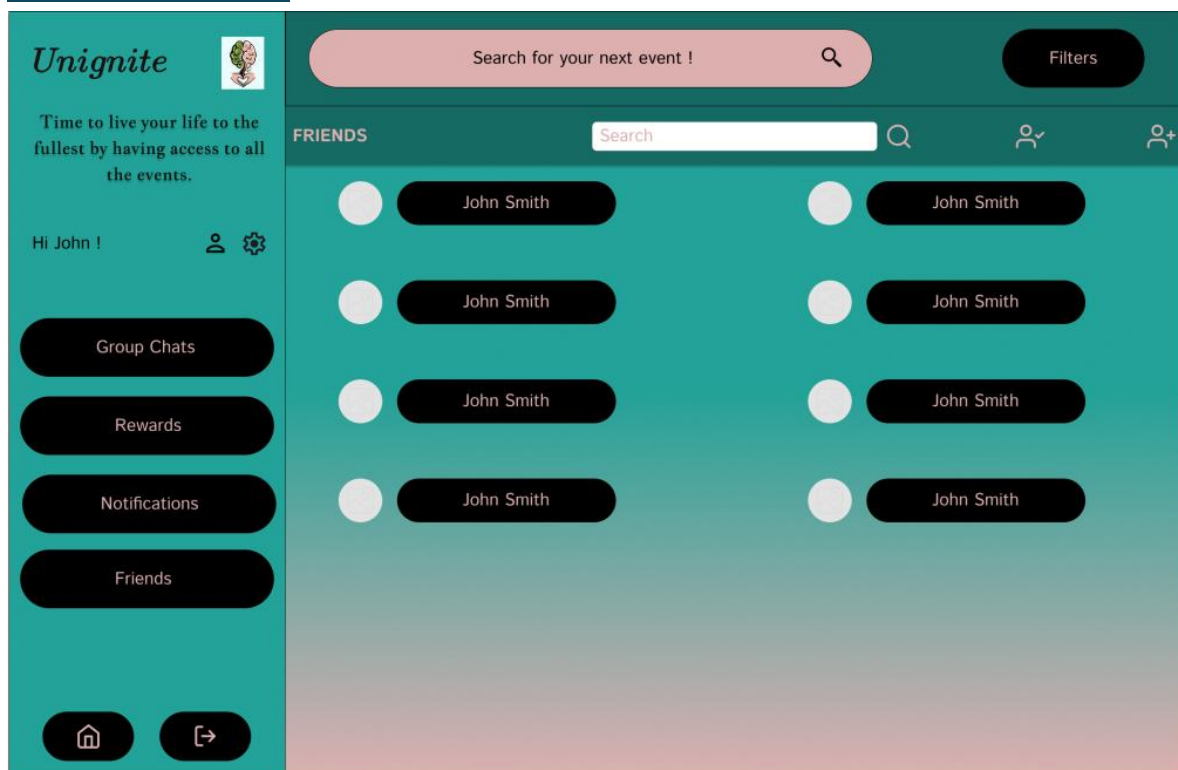 Unignite
Time to live your life to the
fullest by having access to all
the events.
Hi John !
Group Chats
Rewards
Notifications
Friends
Search for your next event !
Filters
FRIENDS
Search
John Smith
John Smith
John Smith
John Smith
John Smith
John Smith
John Smith
John Smith